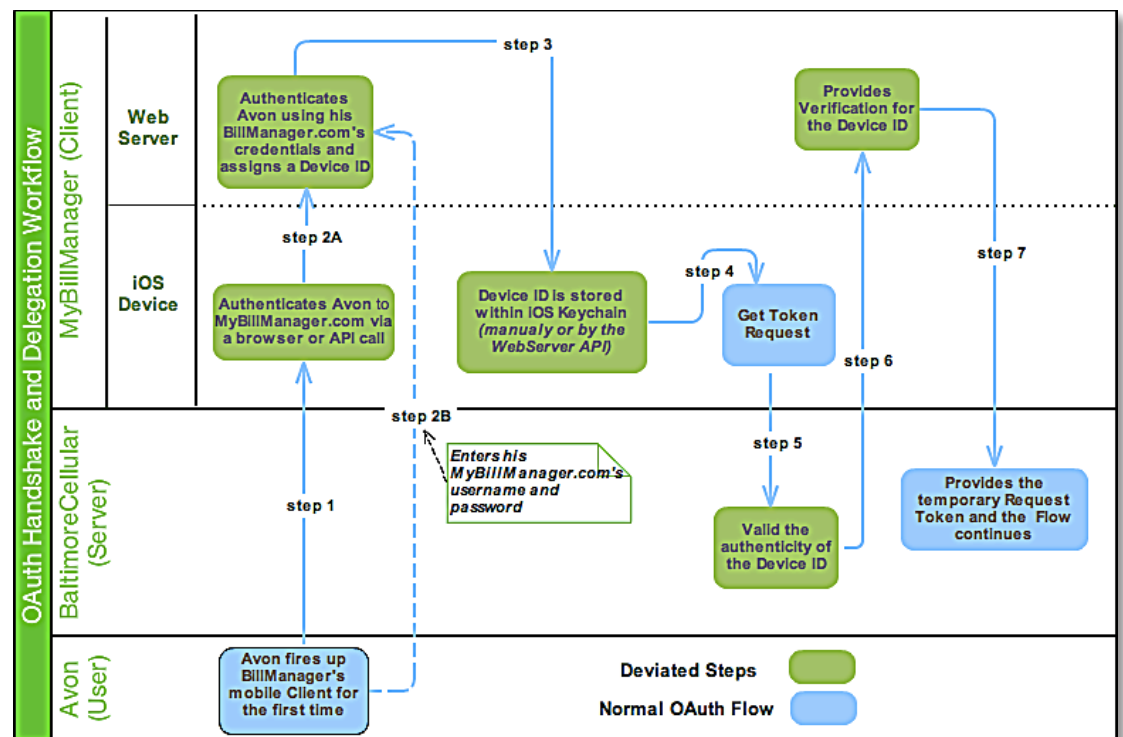 OAuth Handshake and Delegation Workflow
MyBillManager (Client)
Web
Server
iOS
Device
BaltimoreCellular
(Server)
Avon
(User)
step 3
Authenticates
Avon using his
BillManager.com's
credentials and
assigns a Device ID
Provides
Verification for
the Device ID
step 2A
Authenticates Avon to
MyBillManager.com via
a browser or API call
Device ID is stored
within iOS Keychain
(manualy or by the
WebServer API)
step 4
Get Token
Request
step 7
step 6
step 2B
Enters his
MyBillManager.com's
username and
password
step 1
step 5
Valid the
authenticity of
the Device ID
Provides the
temporary Request
Token and the Flow
continues
Avon fires up
BillManager's
mobile Client for
the first time
Deviated Steps
Normal OAuth Flow